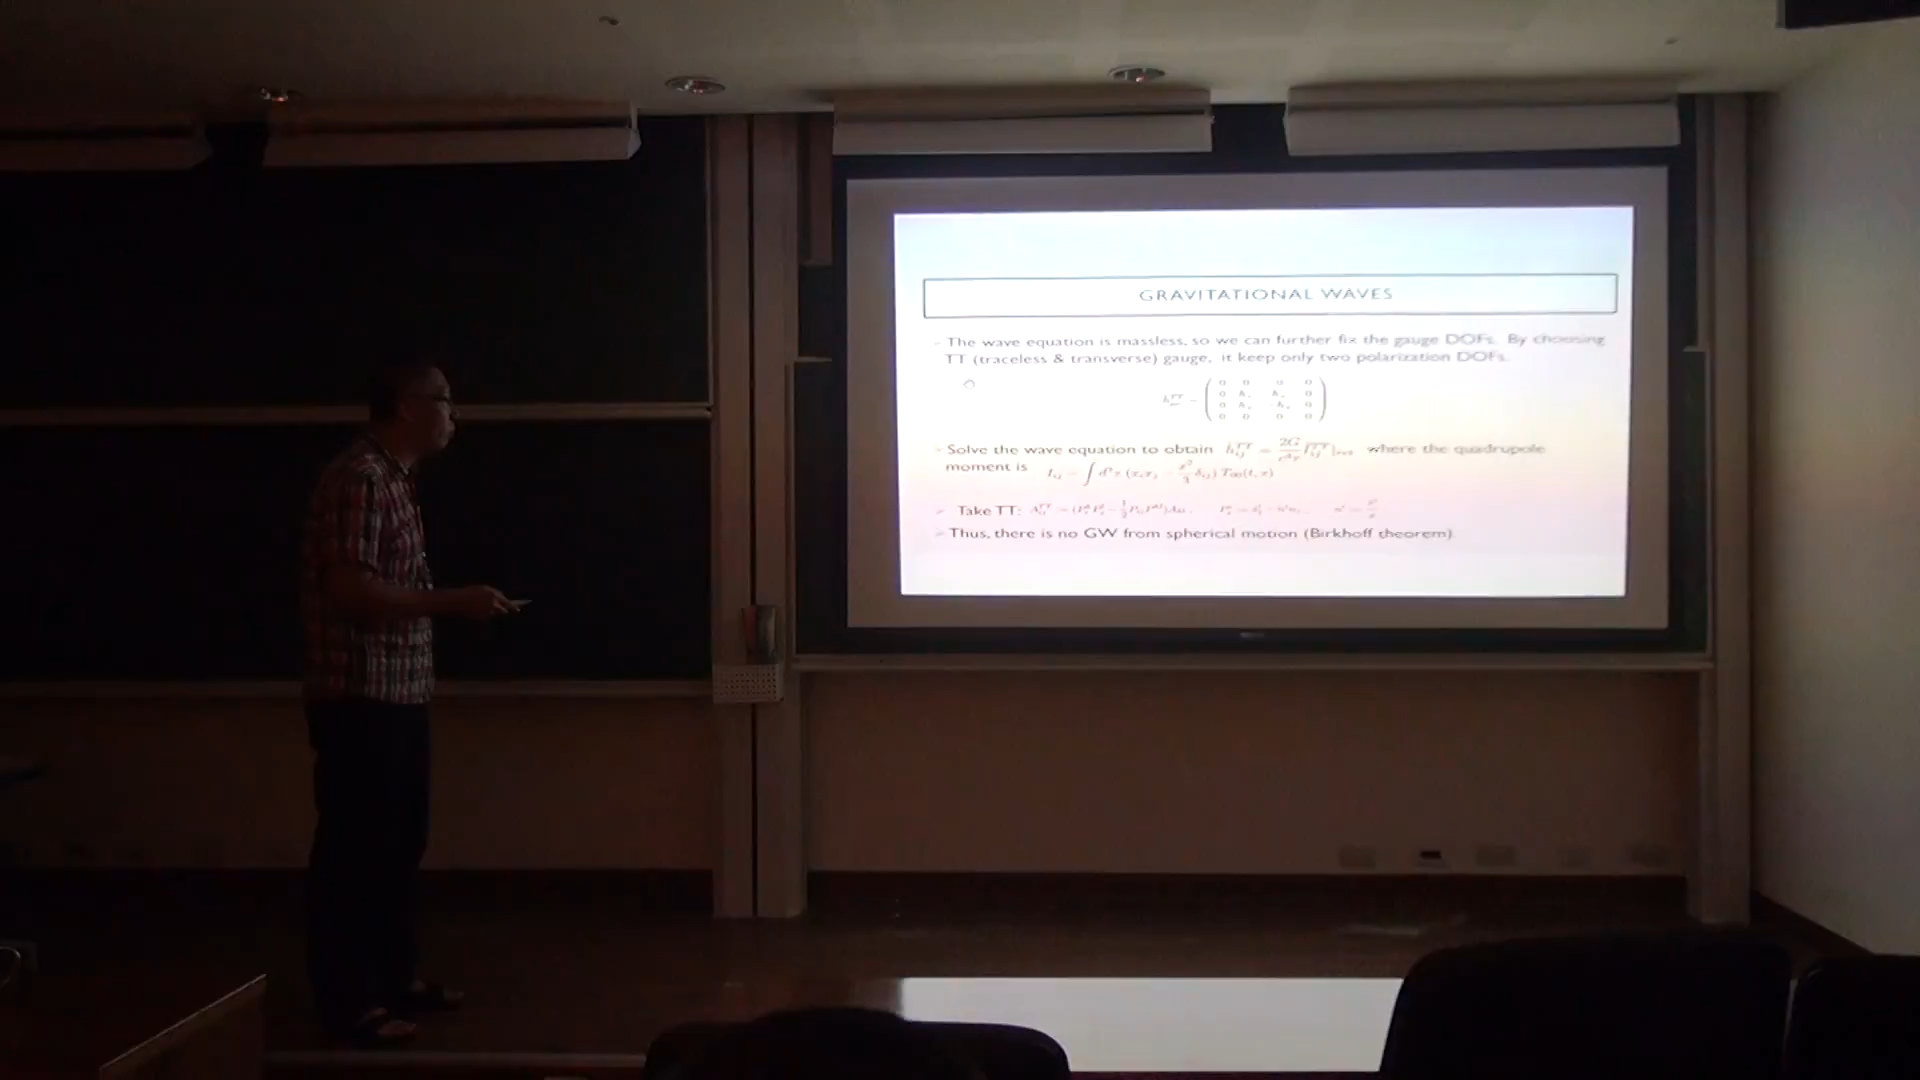 GRAVITATIONAL WAVES
The wave equation is massless, so we can further fix the gauge DOFs. By choosing
TT (traceless & transverse) gauge, it keep only two polarization DOFs.
Solve the wave equation to obtain where the quadrupole
moment is
Take TT:
Thus, there is no GW from spherical motion (Birkhoff theorem)